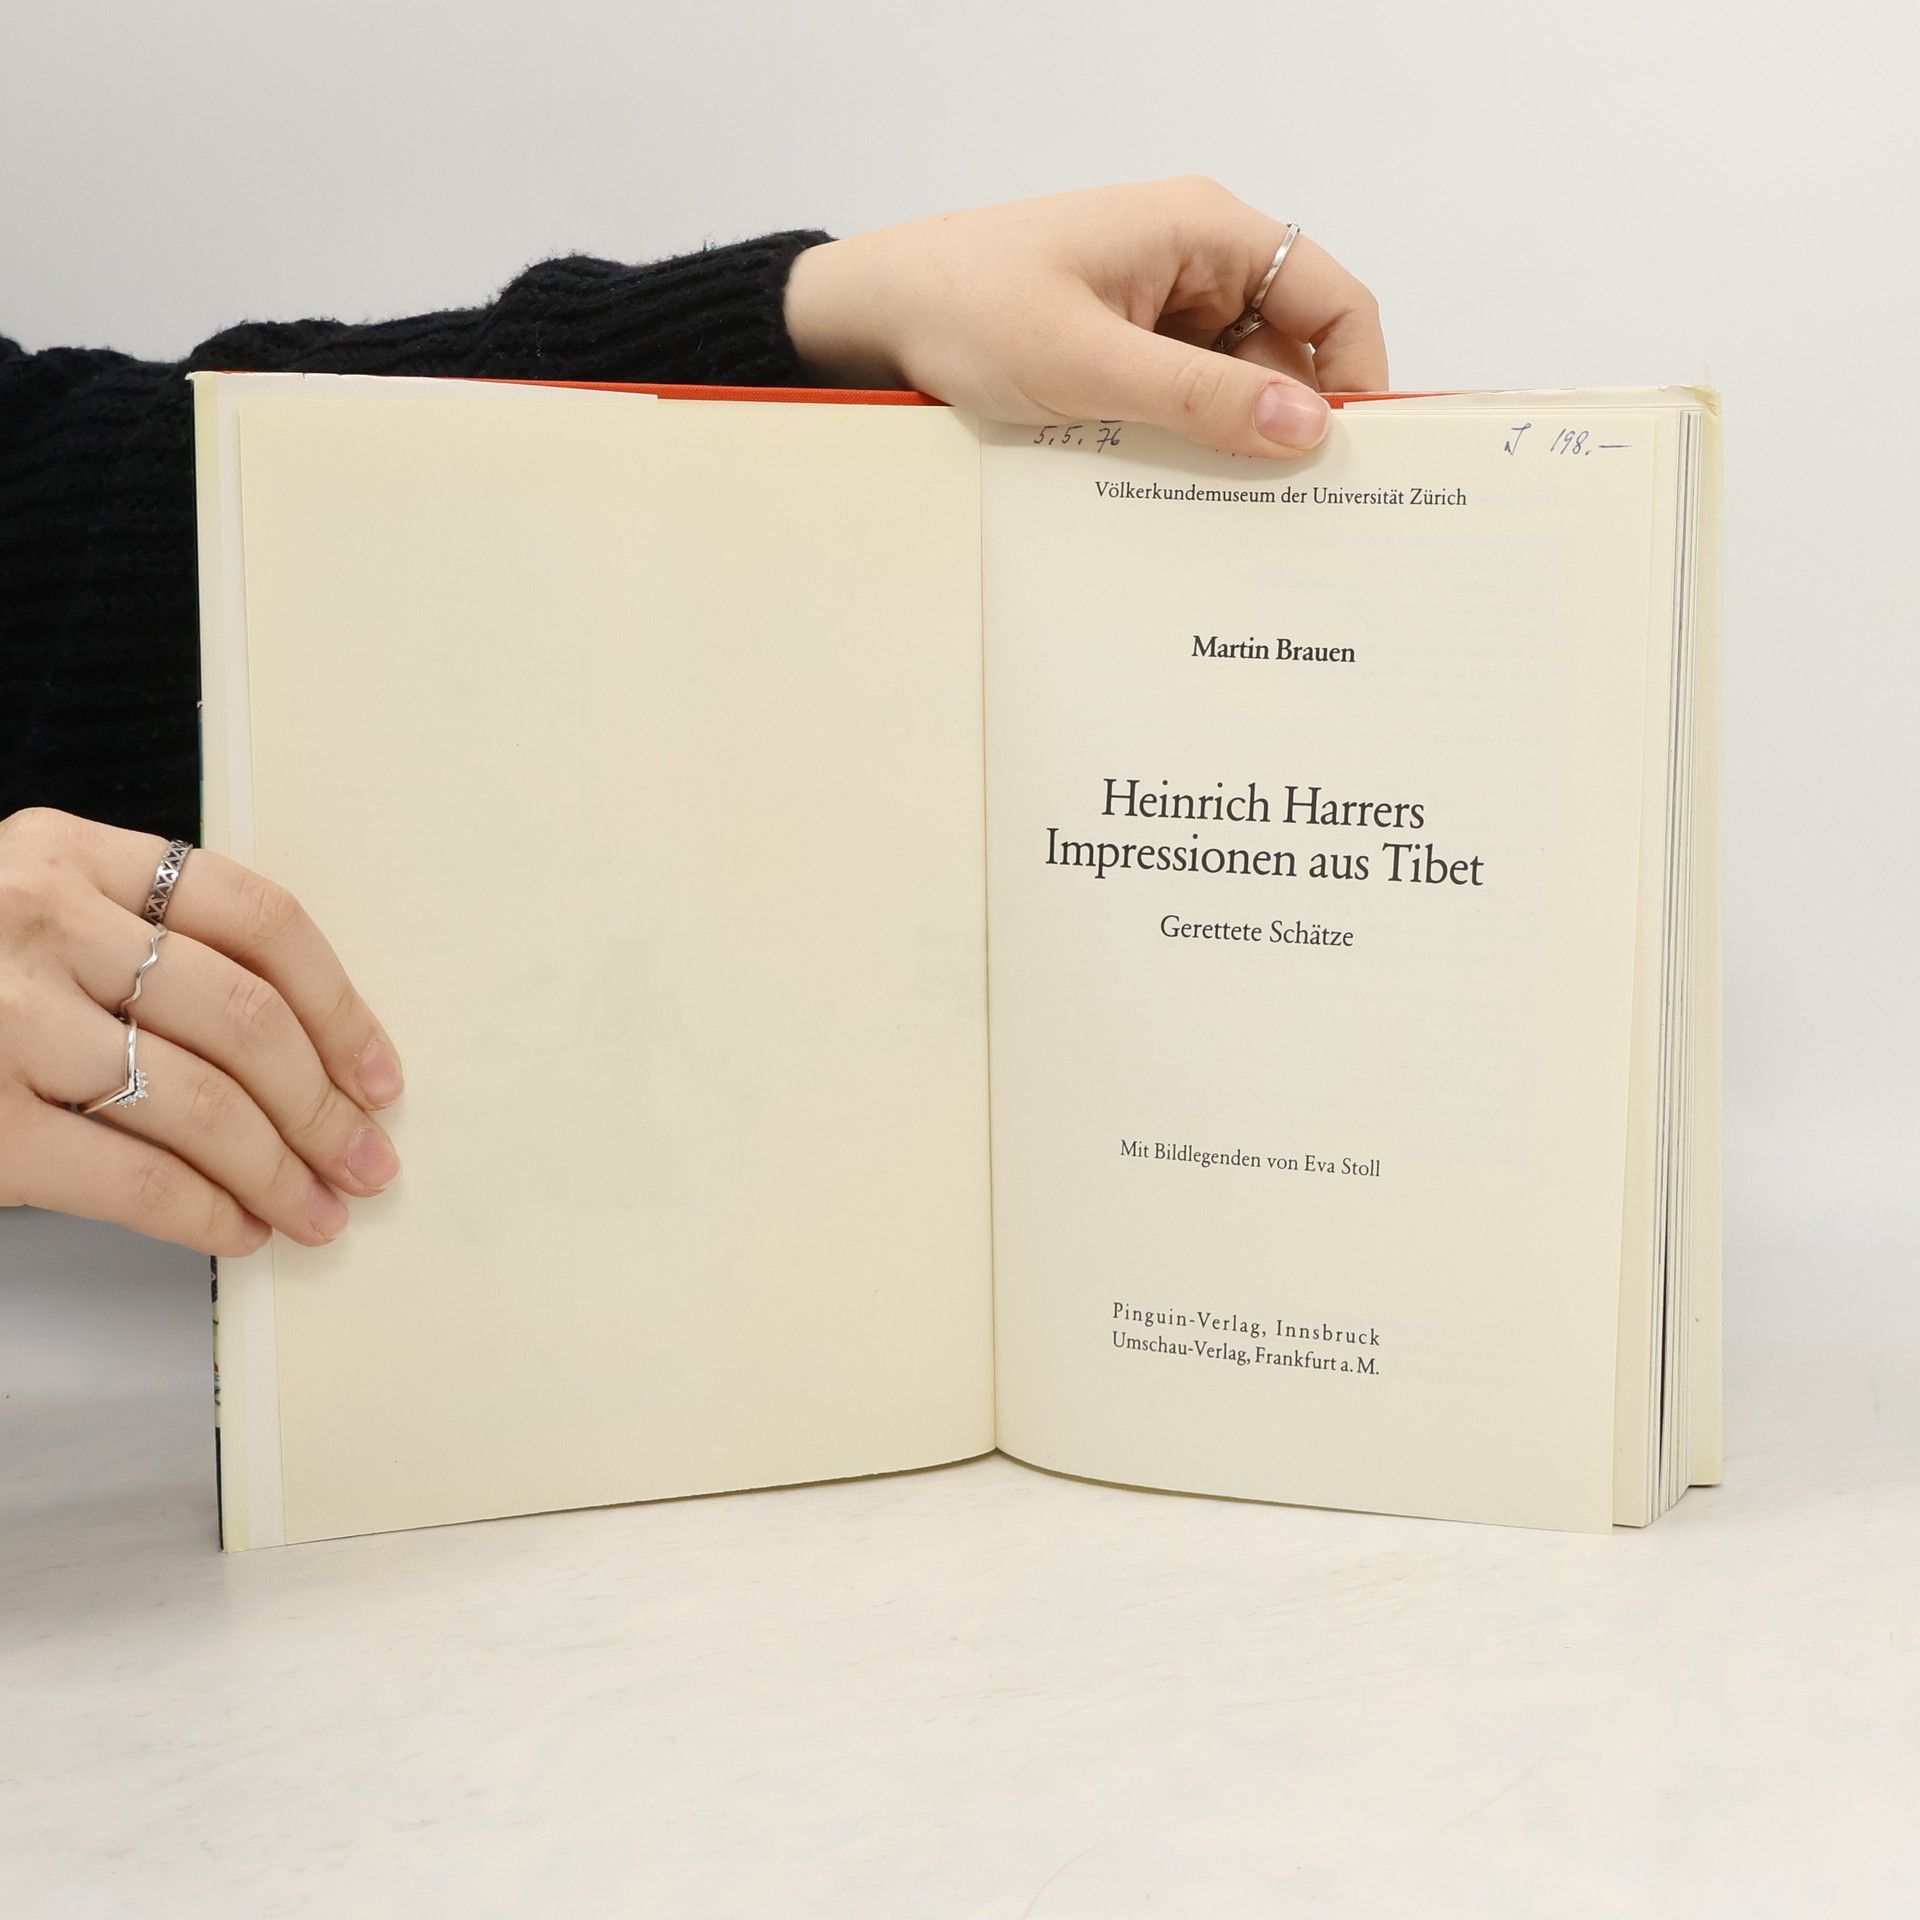 5.5.76
198.—
Völkerkundemuseum der Universität Zürich
Martin Brauen
Heinrich Harrers
Impressionen aus Tibet
Gerettete Schätze
Mit Bildlegenden von Eva Stoll
Pinguin-Verlag, Innsbruck
Umschau-Verlag, Frankfurt a. M.